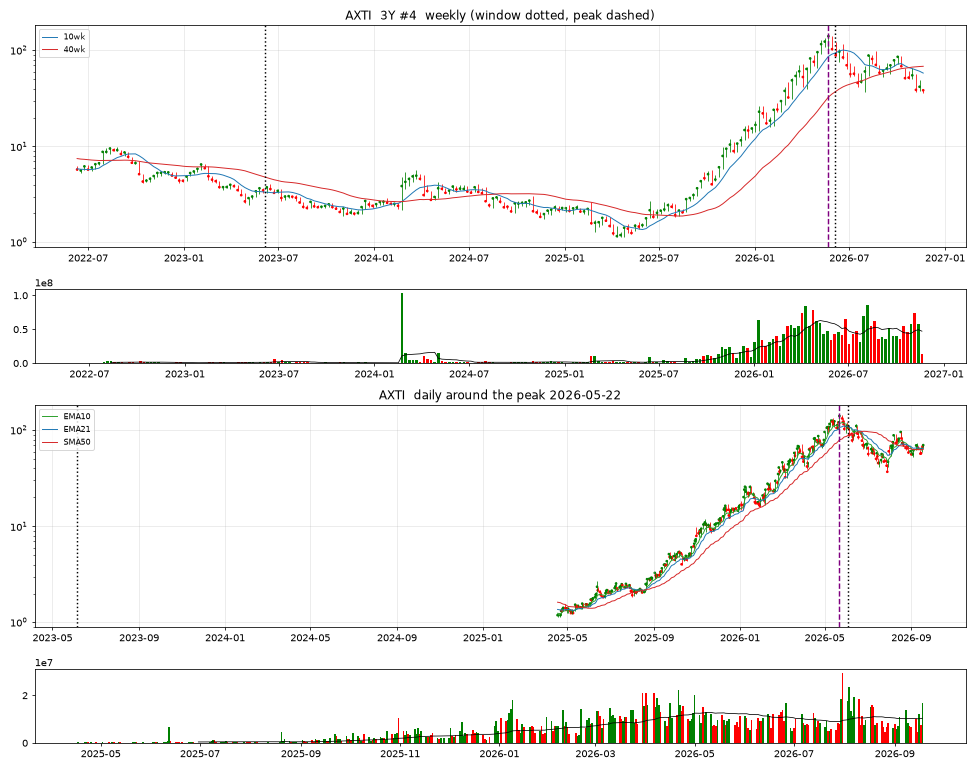 AXTI  3Y #4  weekly (window dotted, peak dashed)
10wk
40wk
10²
10¹
10⁰
2022-07 2023-01 2023-07 2024-01 2024-07 2025-01 2025-07 2026-01 2026-07 2027-01
1e8
1.0
0.5
0.0
2022-07 2023-01 2023-07 2024-01 2024-07 2025-01 2025-07 2026-01 2026-07 2027-01
AXTI  daily around the peak 2026-05-22
EMA10
EMA21
SMA50
10²
10¹
10⁰
2023-05 2023-09 2024-01 2024-05 2024-09 2025-01 2025-05 2025-09 2026-01 2026-05 2026-09
1e7
2
0
2025-05 2025-07 2025-09 2025-11 2026-01 2026-03 2026-05 2026-07 2026-09